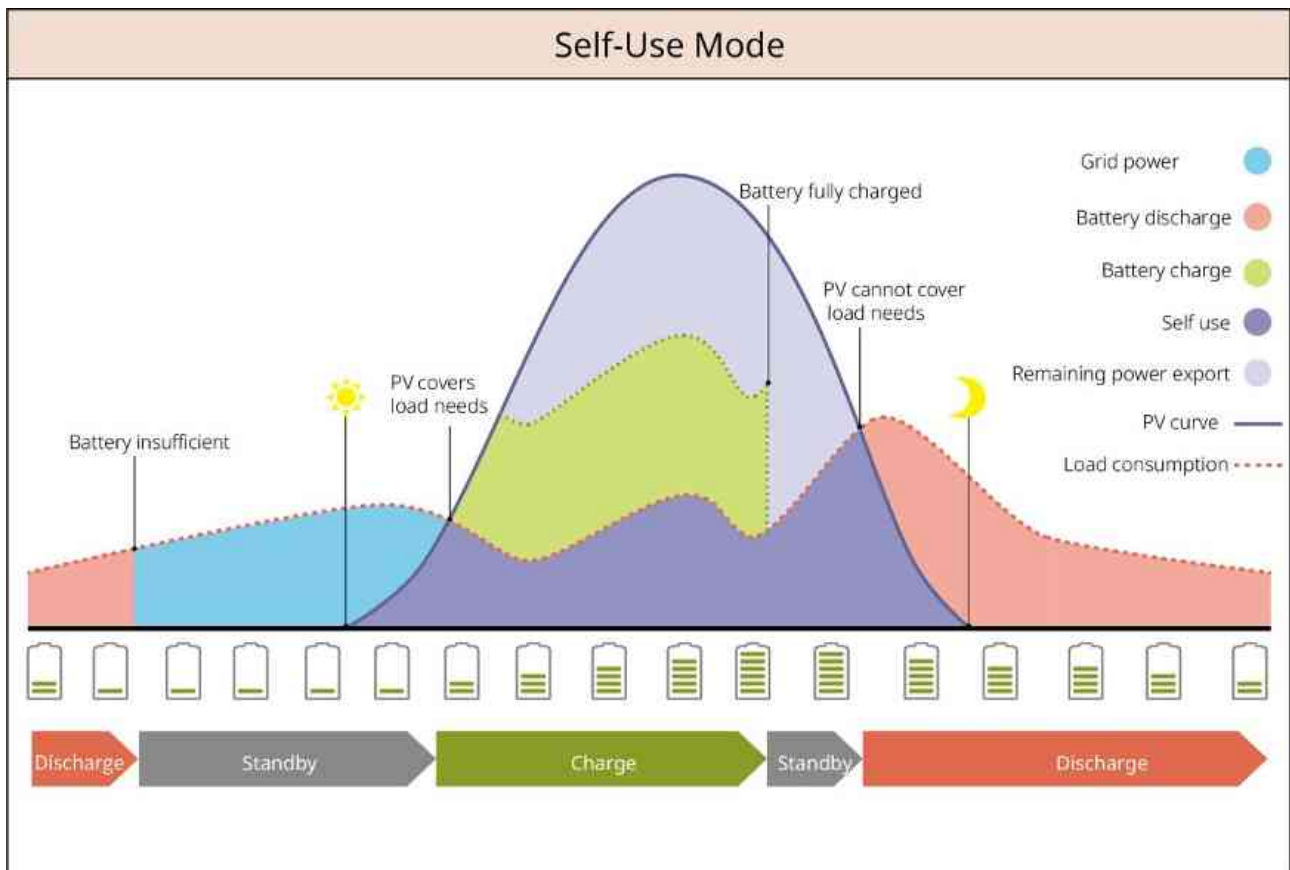 Self-Use Mode
Grid power
Battery discharge
Battery charge
Self use
Remaining power export
PV curve
Load consumption
Battery fully charged
PV cannot cover
load needs
PV covers
load needs
Battery insufficient
Discharge
Standby
Charge
Standby
Discharge